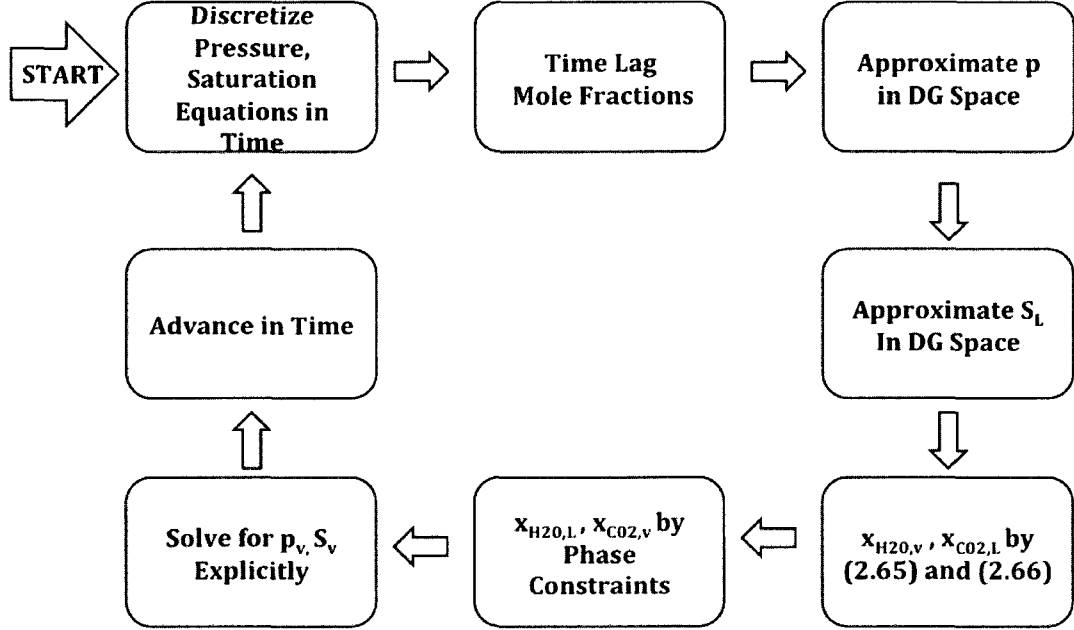 START
Discretize
Pressure,
Saturation
Equations in
Time
Time Lag
Mole Fractions
Approximate p
in DG Space
Approximate S_L
In DG Space
x_H20,v , x_C02,L by
(2.65) and (2.66)
x_H20,L , x_C02,v by
Phase
Constraints
Solve for p_v, S_v
Explicitly
Advance in Time